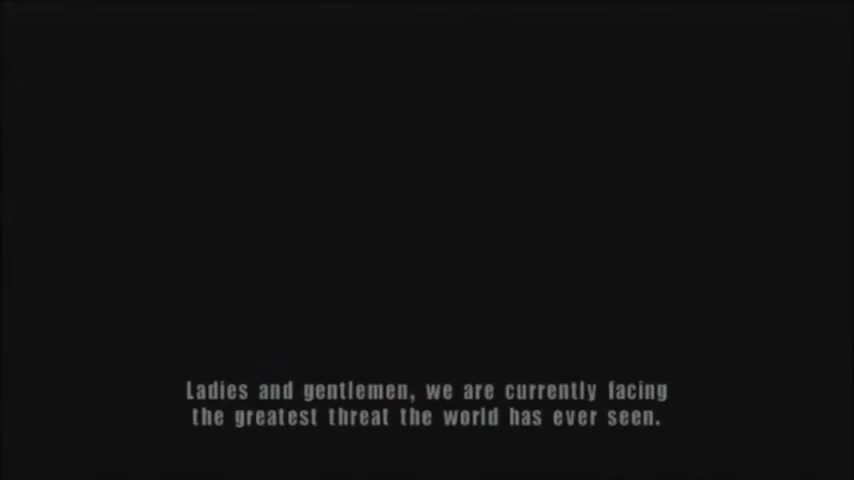 Ladies and gentlemen, we are currently facing
the greatest threat the world has ever seen.